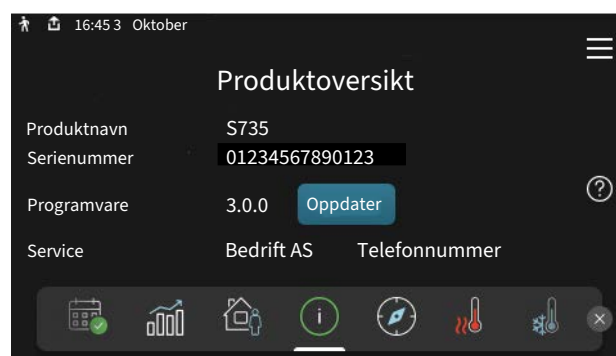 16:45 3 Oktober
Produktoversikt
Produktnavn S735
Serienummer 01234567890123
Programvare 3.0.0 Oppdater
Service Bedrift AS Telefonnummer